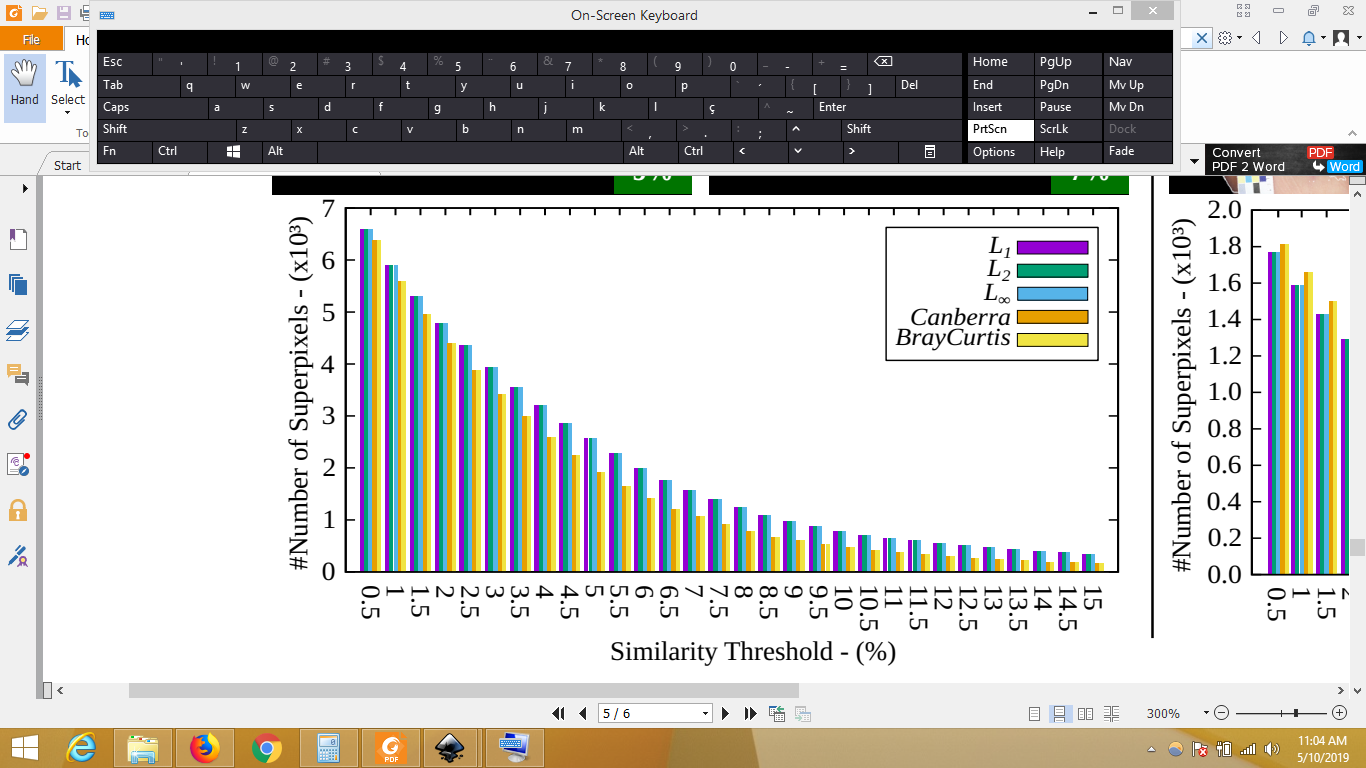 On-Screen Keyboard
File
Hand
Select
Start
Esc " ' ! 1 @ 2 # 3 $ 4 % 5 6 & 7 * 8 ( 9 ) 0 _ - + = Home PgUp Nav
Tab q w e r t y u i o p ` ´ { [ } ] Del End PgDn Mv Up
Caps a s d f g h j k l ç ^ ~ Enter Insert Pause Mv Dn
Shift z x c v b n m < , > . : ; Shift PrtScn ScrLk Dock
Fn Ctrl Alt Alt Ctrl Options Help Fade
Convert PDF
PDF 2 Word Word
#Number of Superpixels - (x10³)
7
6
5
4
3
2
1
0
L1
L2
L∞
Canberra
BrayCurtis
0.5 1 1.5 2 2.5 3 3.5 4 4.5 5 5.5 6 6.5 7 7.5 8 8.5 9 9.5 10 10.5 11 11.5 12 12.5 13 13.5 14 14.5 15
Similarity Threshold - (%)
#Number of Superpixels - (x10³)
2.0
1.8
1.6
1.4
1.2
1.0
0.8
0.6
0.4
0.2
0.0
0.5 1 1.5
5 / 6
300%
PDF
11:04 AM
5/10/2019